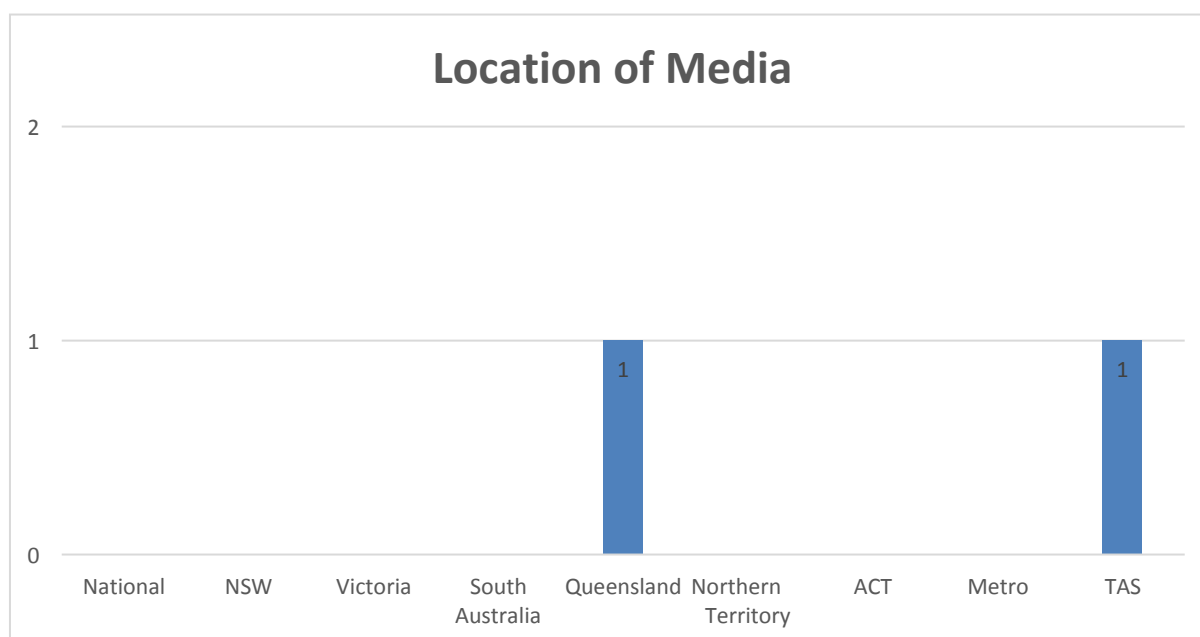 Location of Media
2
1
0
1
1
National NSW Victoria South Australia Queensland Northern Territory ACT Metro TAS